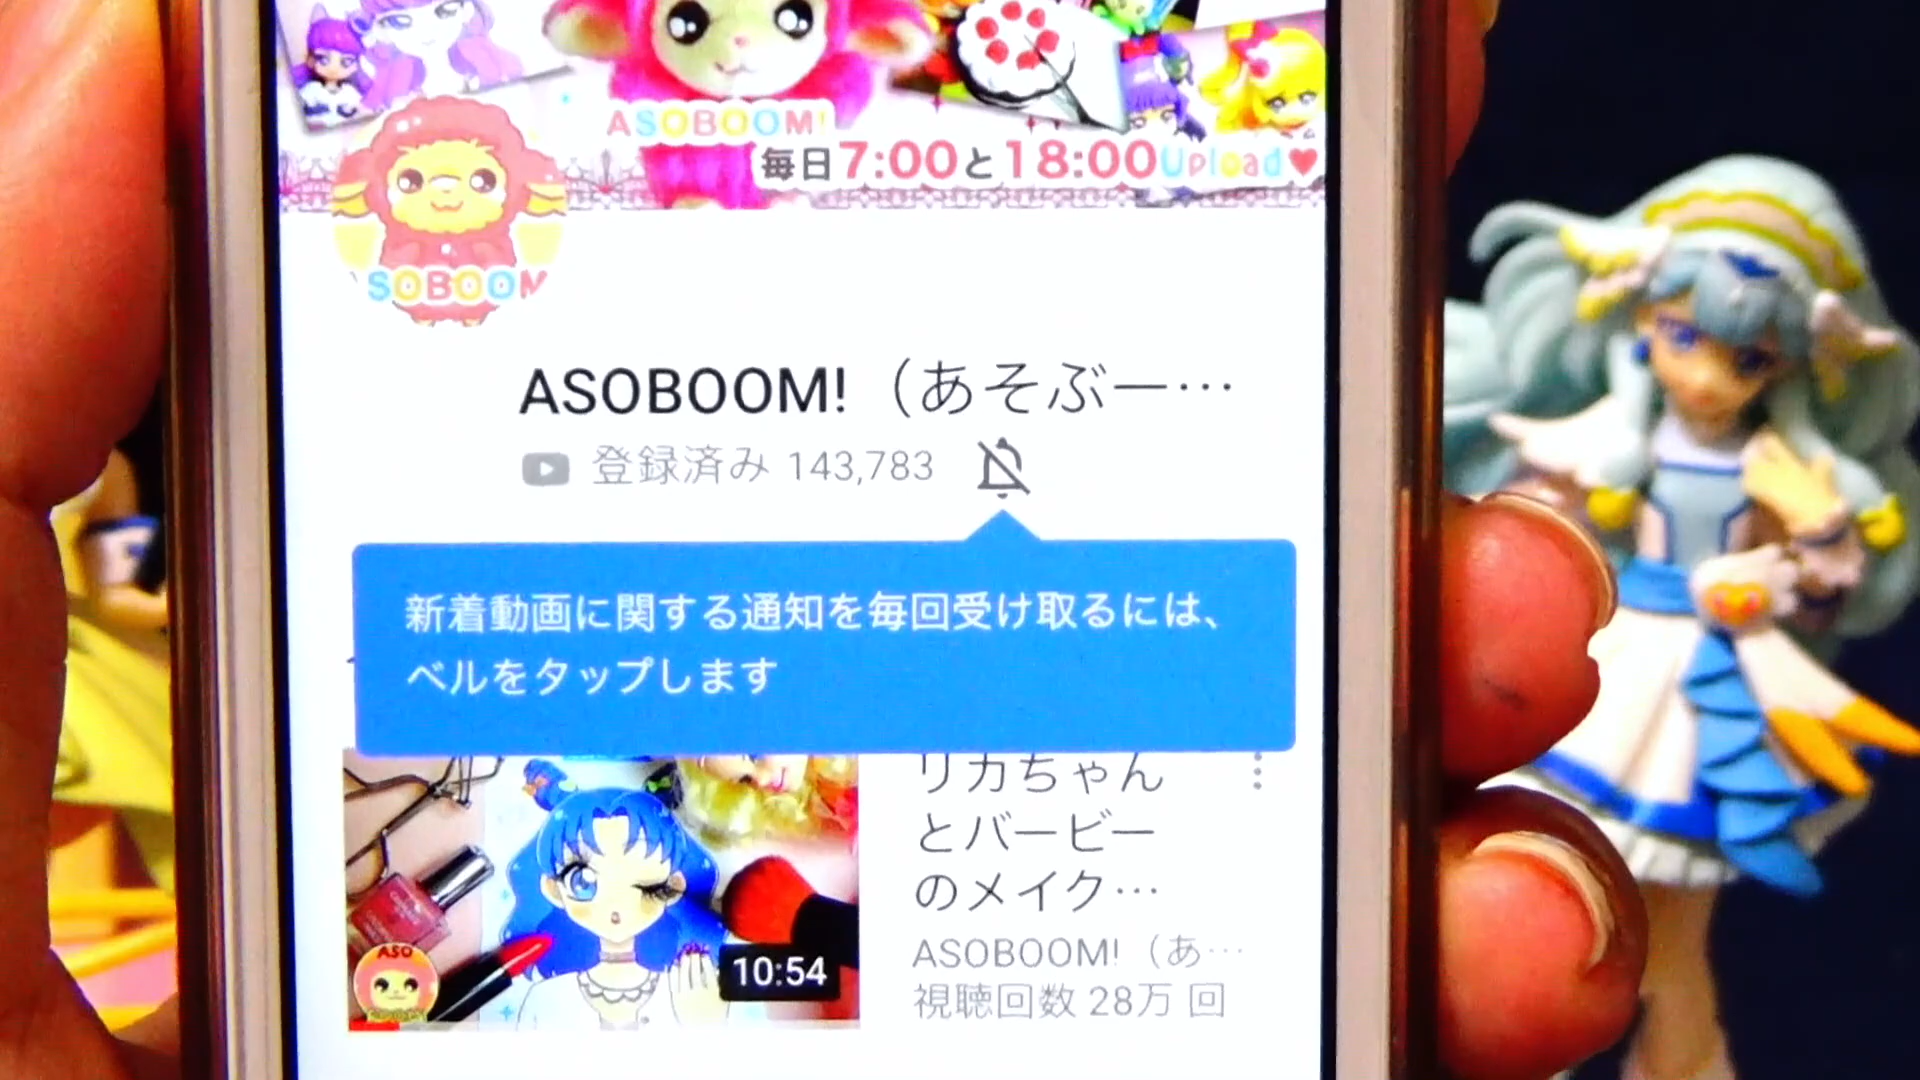 ASOBOOM!
毎日7:00と18:00Upload♥
SOBOOM
ASOBOOM!（あそぶー…
登録済み 143,783
新着動画に関する通知を毎回受け取るには、
ベルをタップします
リカちゃん
とバービー
のメイク…
ASOBOOM!（あ…
視聴回数 28万 回
ASO
10:54